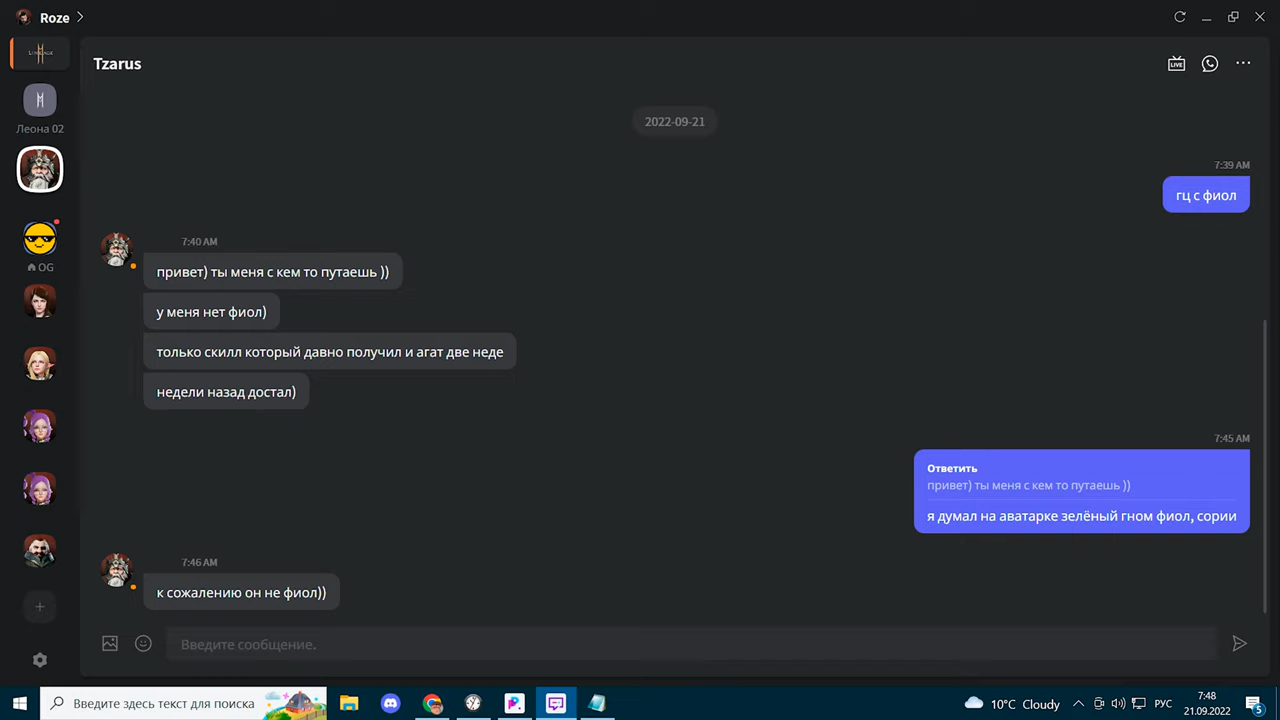 Roze
LINEAGE
Tzarus
LIVE
Леона 02
2022-09-21
7:39 AM
гц с фиол
7:40 AM
привет) ты меня с кем то путаешь ))
OG
у меня нет фиол)
только скилл который давно получил и агат две неде
недели назад достал)
7:45 AM
Ответить
привет) ты меня с кем то путаешь ))
я думал на аватарке зелёный гном фиол, сории
7:46 AM
к сожалению он не фиол))
Введите сообщение.
Введите здесь текст для поиска
10°C Cloudy
РУС
7:48
21.09.2022
5